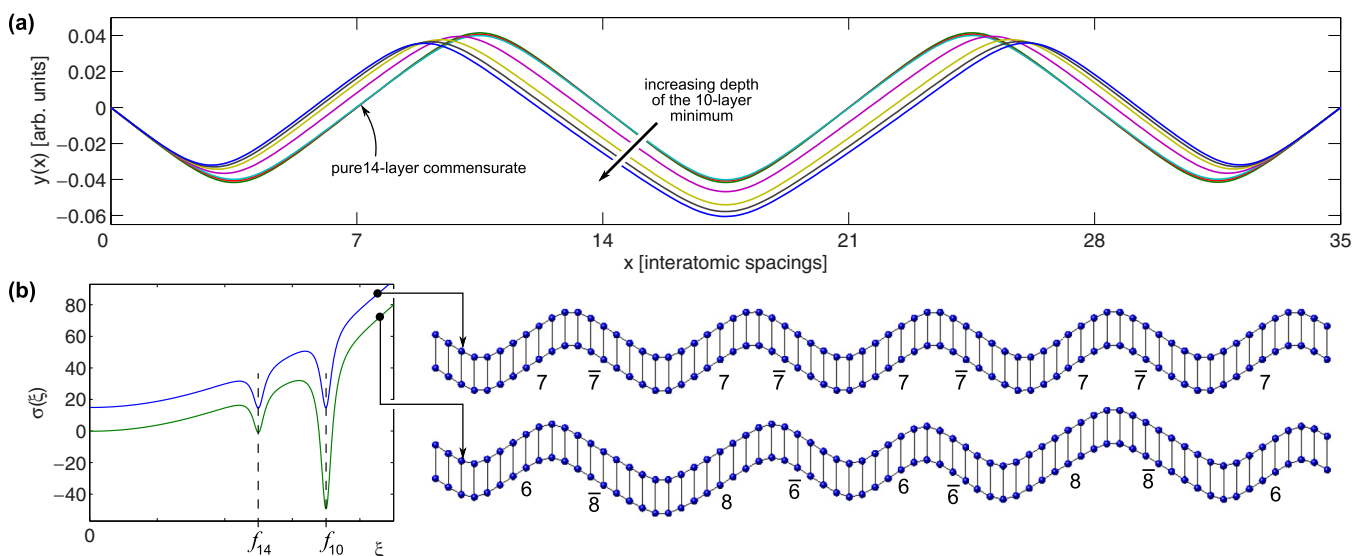 (a)
y(x) [arb. units]
0.04
0.02
0
−0.02
−0.04
−0.06
increasing depth
of the 10-layer
minimum
pure14-layer commensurate
0 7 14 21 28 35
x [interatomic spacings]
(b)
σ(ξ)
80
60
40
20
0
−20
−40
0 f14 f10 ξ
7 7̅ 7 7̅ 7 7̅ 7 7̅ 7
6 8̅ 8 6̅ 6 6̅ 8 8̅ 6